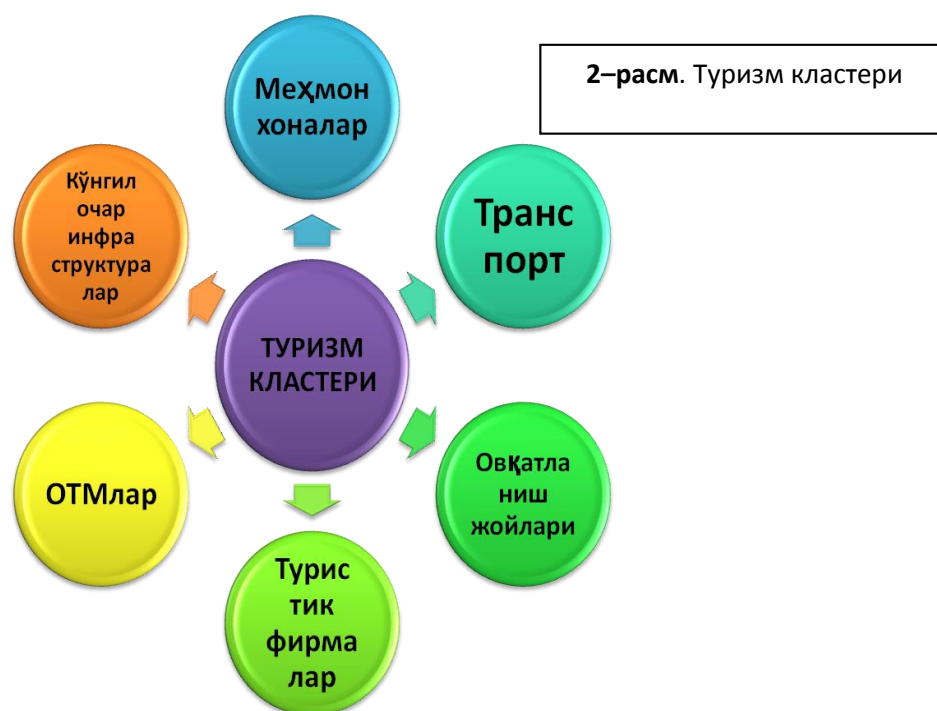 2–расм. Туризм кластери
Меҳмон
хоналар
Транс
порт
Овқатла
ниш
жойлари
Турис
тик
фирма
лар
ОТМлар
Кўнгил
очар
инфра
структура
лар
ТУРИЗМ
КЛАСТЕРИ